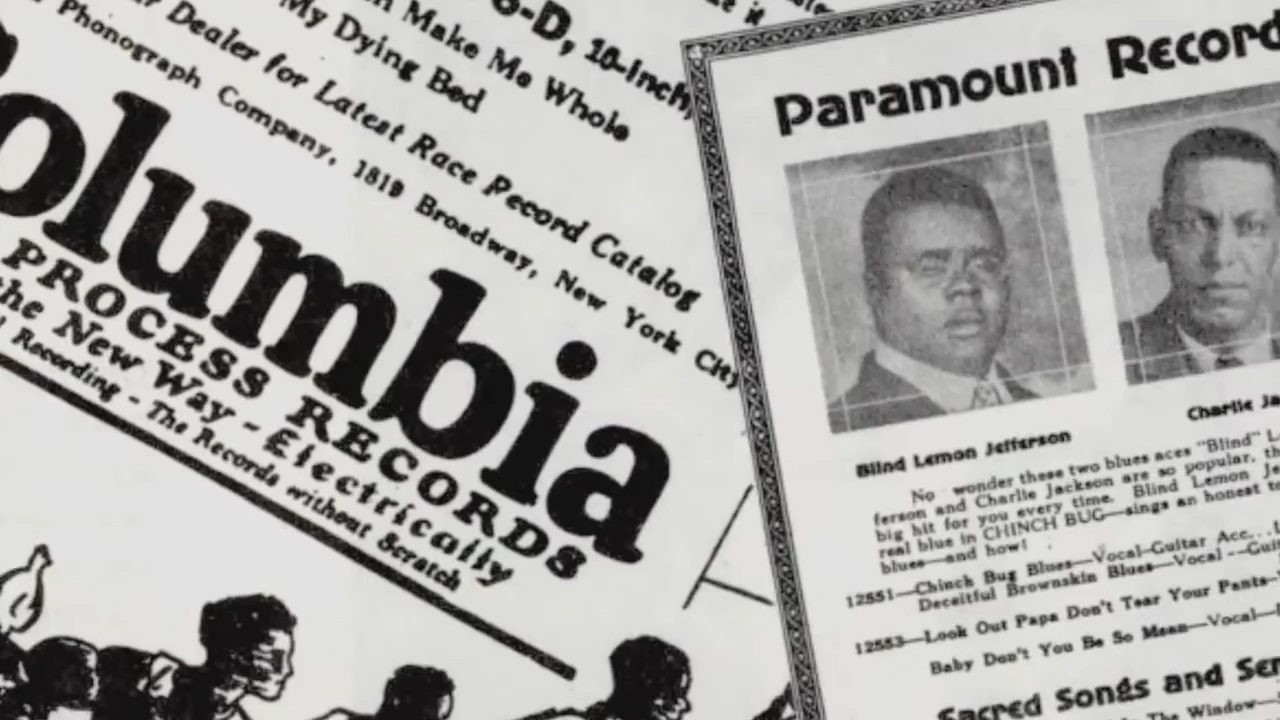 8-D, 10-inch,
Make Me Whole
My Dying Bed
Dealer for Latest Race Record Catalog
Phonograph Company, 1819 Broadway, New York City
Columbia
PROCESS RECORDS
the New Way - Electrically
Recording - The Records without Scratch
Paramount Record
Blind Lemon Jefferson
Charlie Ja
No wonder these two blues aces "Blind" L
ferson and Charlie Jackson are so popular, th
big hit for you every time. Blind Lemon Je
real blue in CHINCH BUG—sings an honest to
blues—and how!
12551—Chinch Bug Blues—Vocal-Guitar Acc...
Deceitful Brownskin Blues—Vocal--Guit
12553—Look Out Papa Don't Tear Your Pants-
Baby Don't You Be So Mean—Vocal—
Sacred Songs and Ser
The Window—